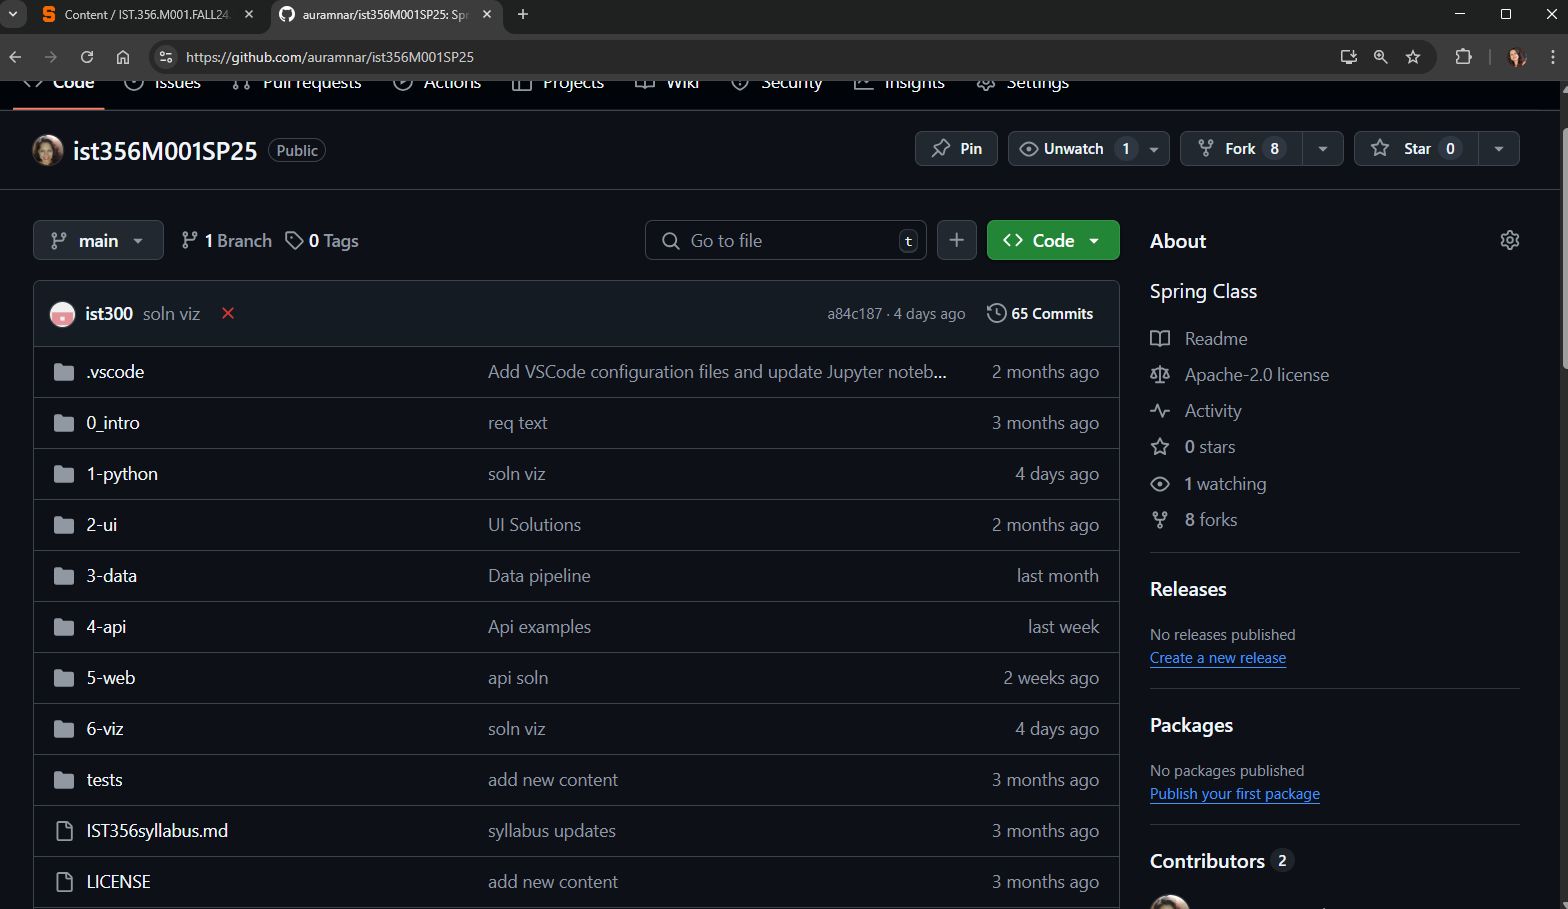 Content / IST.356.M001.FALL24.
auramnar/ist356M001SP25: Spr
https://github.com/auramnar/ist356M001SP25
Code Issues Pull requests Actions Projects Wiki Security Insights Settings
ist356M001SP25 Public
Pin Unwatch 1 Fork 8 Star 0
main 1 Branch 0 Tags Go to file t Code
ist300 soln viz a84c187 · 4 days ago 65 Commits
.vscode Add VSCode configuration files and update Jupyter noteb... 2 months ago
0_intro req text 3 months ago
1-python soln viz 4 days ago
2-ui UI Solutions 2 months ago
3-data Data pipeline last month
4-api Api examples last week
5-web api soln 2 weeks ago
6-viz soln viz 4 days ago
tests add new content 3 months ago
IST356syllabus.md syllabus updates 3 months ago
LICENSE add new content 3 months ago
About
Spring Class
Readme
Apache-2.0 license
Activity
0 stars
1 watching
8 forks
Releases
No releases published
Create a new release
Packages
No packages published
Publish your first package
Contributors 2